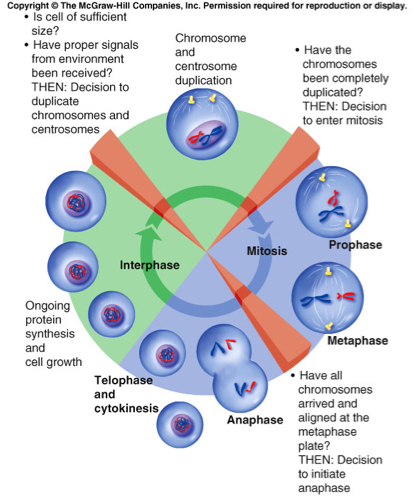 Copyright © The McGraw-Hill Companies, Inc. Permission required for reproduction or display.
• Is cell of sufficient
size?
• Have proper signals
from environment
been received?
THEN: Decision to
duplicate
chromosomes and
centrosomes
Chromosome
and
centrosome
duplication
• Have the
chromosomes
been completely
duplicated?
THEN: Decision
to enter mitosis
Prophase
Mitosis
Interphase
Metaphase
Ongoing
protein
synthesis
and
cell growth
Telophase
and
cytokinesis
Anaphase
• Have all
chromosomes
arrived and
aligned at the
metaphase
plate?
THEN: Decision
to initiate
anaphase